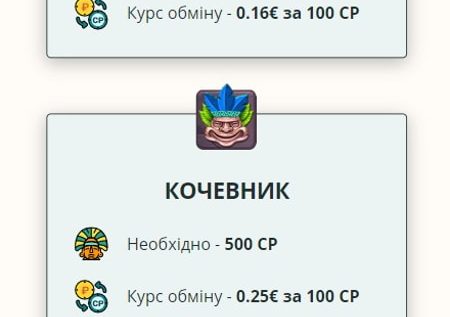 Курс обміну - 0.16€ за 100 CP
КОЧЕВНИК
Необхідно - 500 CP
Курс обміну - 0.25€ за 100 CP